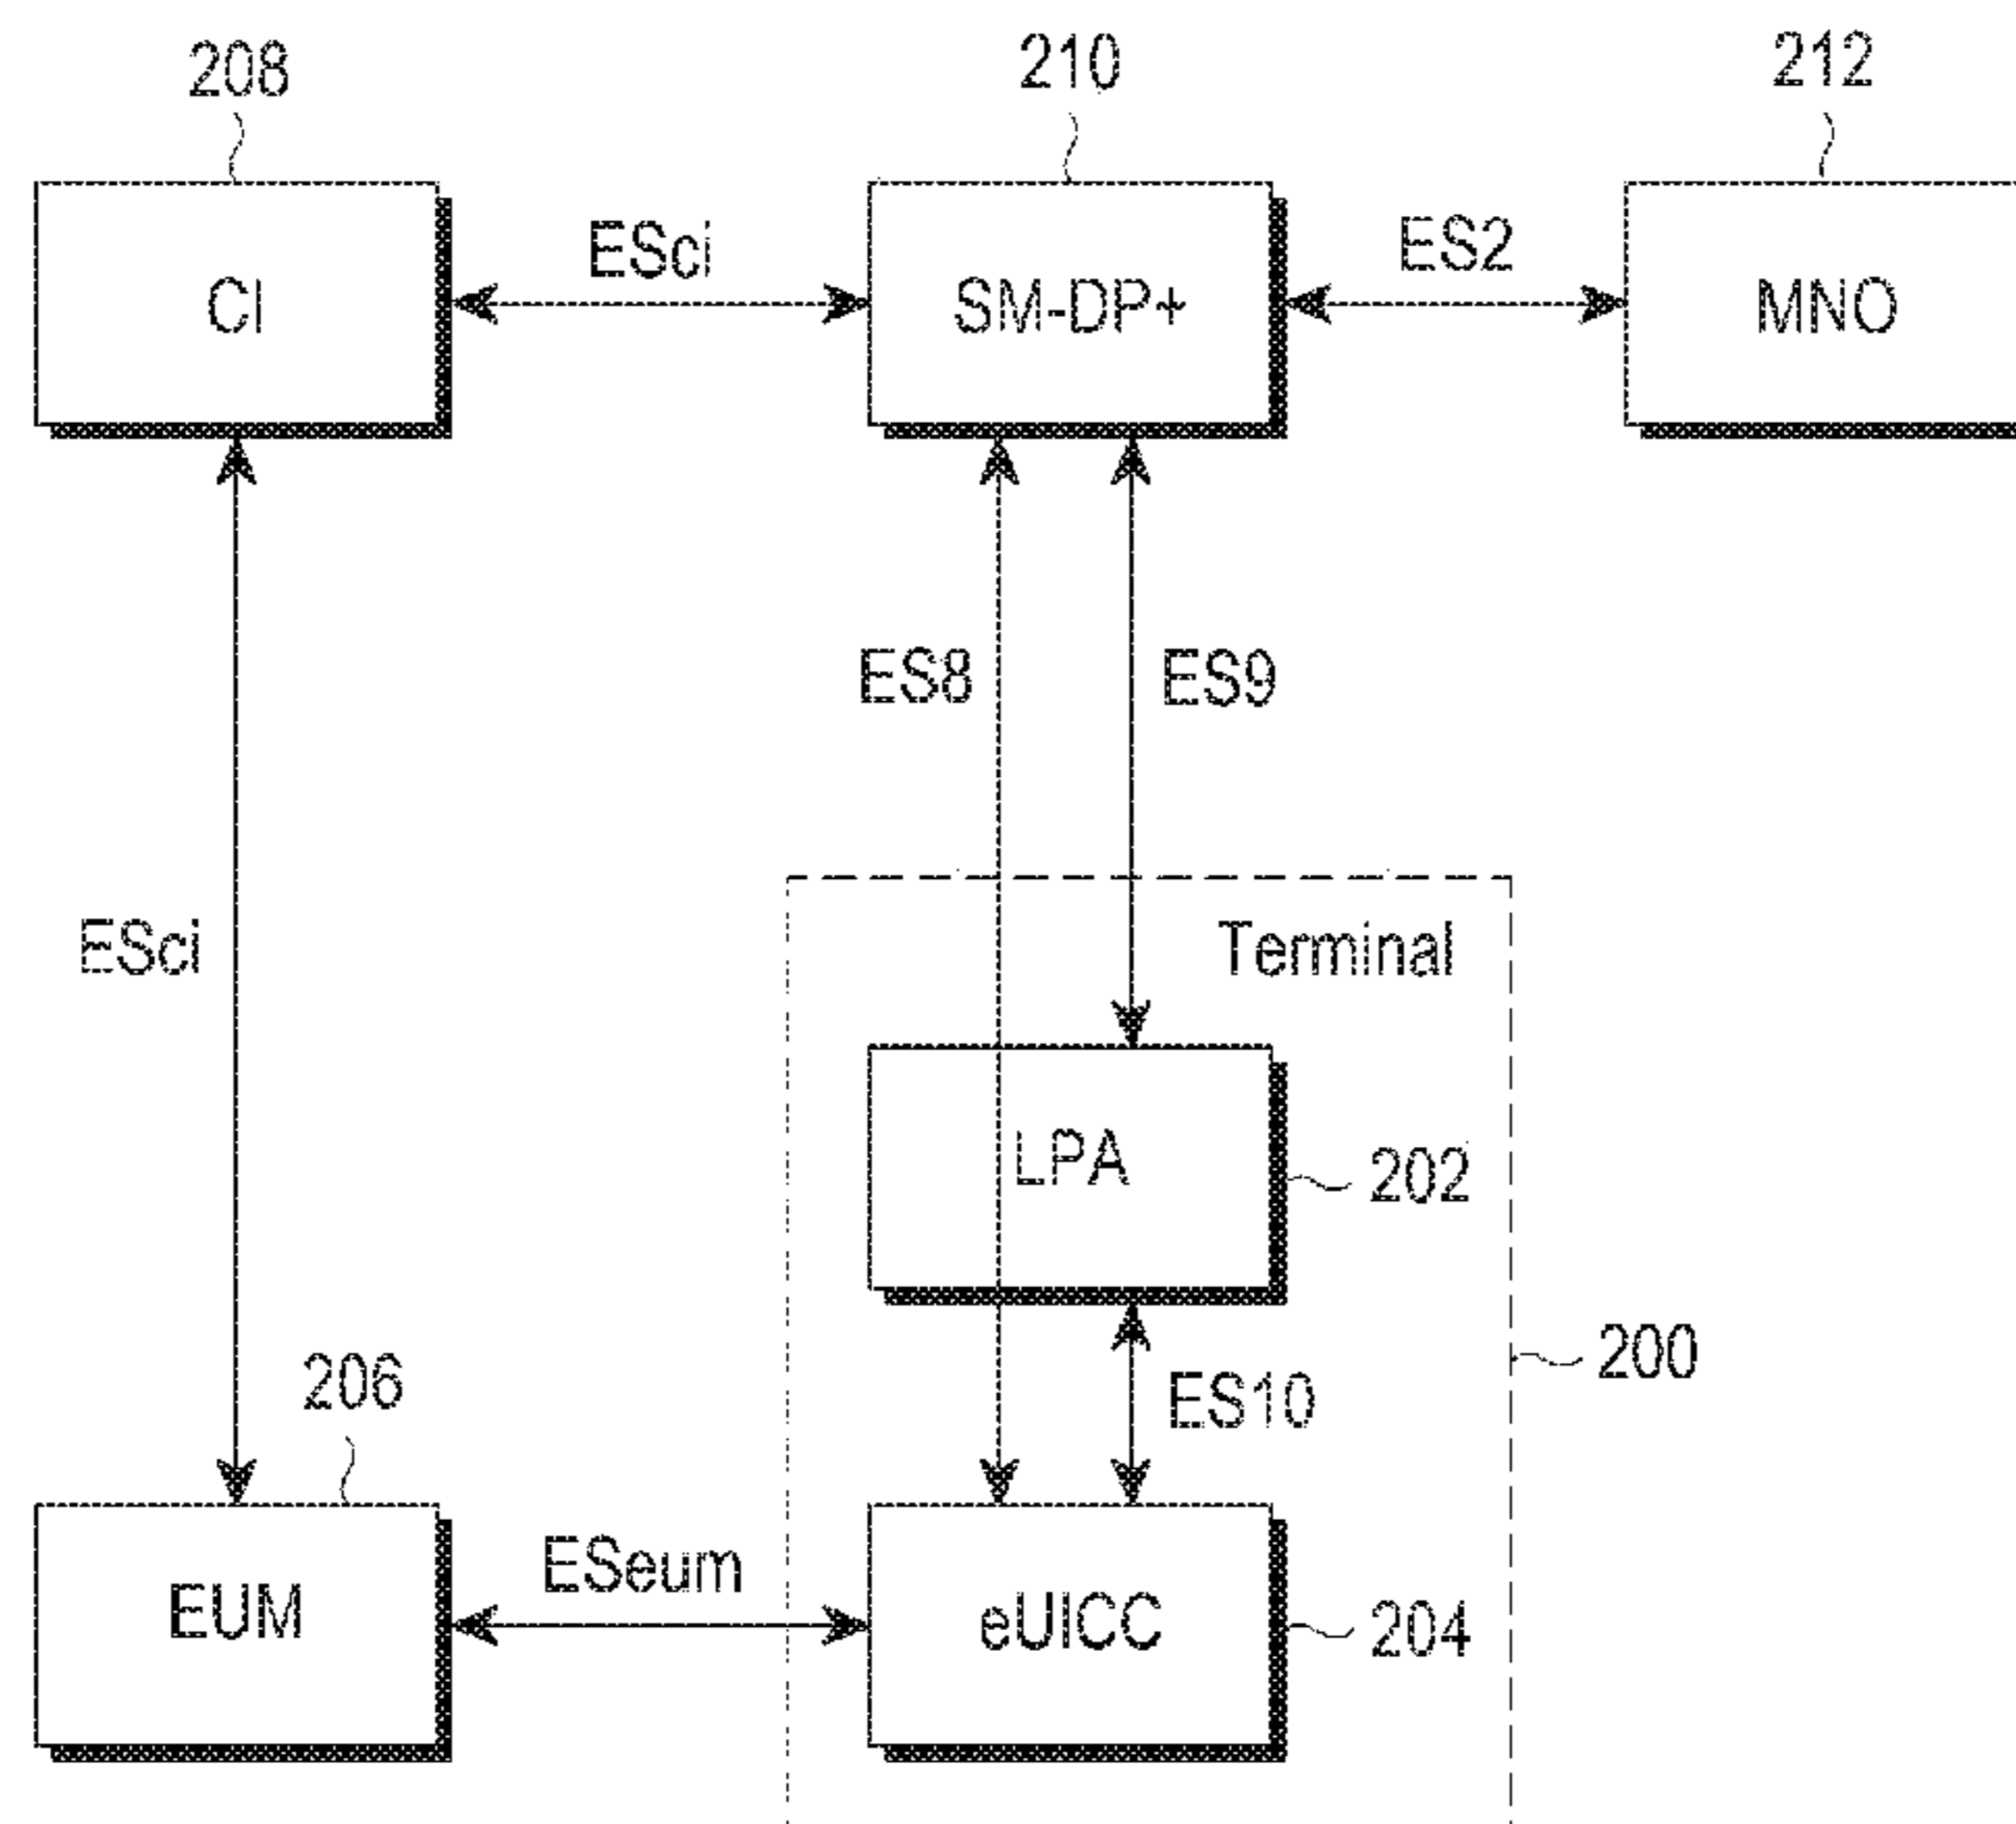 208
210
212
CI
ESci
SM-DP+
ES2
MNO
ES8
ES9
ESci
Terminal
LPA
202
200
206
ES10
EUM
ESeum
eUICC
204